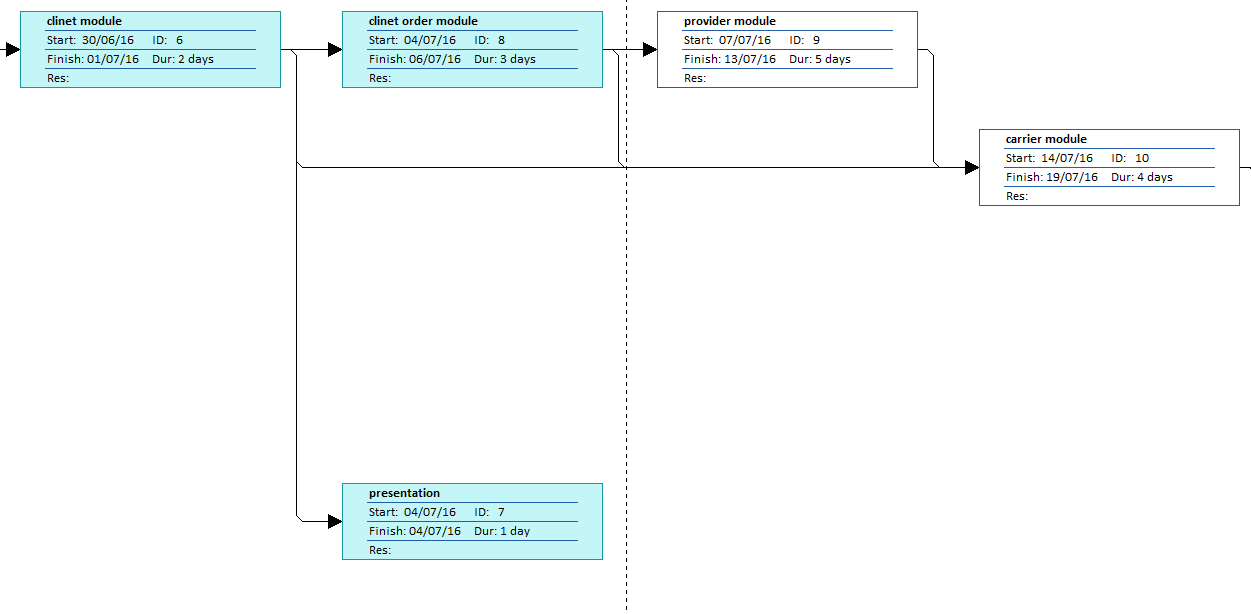 clinet module
Start: 30/06/16 ID: 6
Finish: 01/07/16 Dur: 2 days
Res:
clinet order module
Start: 04/07/16 ID: 8
Finish: 06/07/16 Dur: 3 days
Res:
provider module
Start: 07/07/16 ID: 9
Finish: 13/07/16 Dur: 5 days
Res:
carrier module
Start: 14/07/16 ID: 10
Finish: 19/07/16 Dur: 4 days
Res:
presentation
Start: 04/07/16 ID: 7
Finish: 04/07/16 Dur: 1 day
Res: